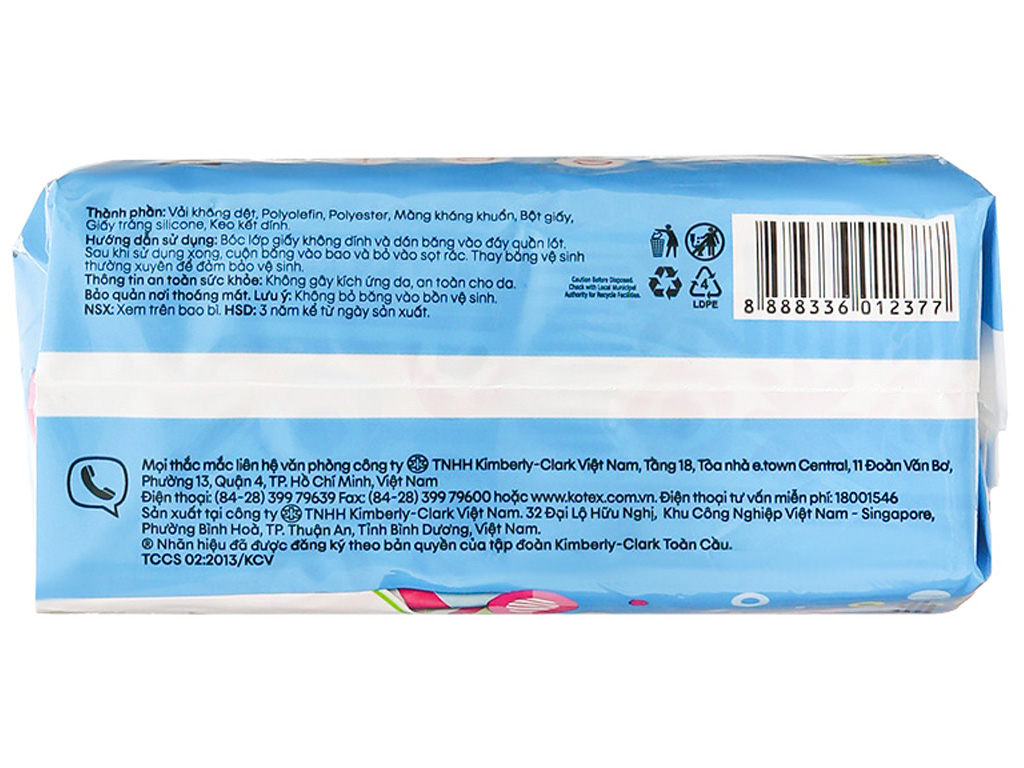 Thành phần: Vải không dệt, Polyolefin, Polyester, Màng kháng khuẩn, Bột giấy,
Giấy tráng silicone, Keo kết dính.
Hướng dẫn sử dụng: Bóc lớp giấy không dính và dán băng vào đáy quần lót.
Sau khi sử dụng xong, cuộn băng vào bao và bỏ vào sọt rác. Thay băng vệ sinh
thường xuyên để đảm bảo vệ sinh.
Thông tin an toàn sức khỏe: Không gây kích ứng da, an toàn cho da.
Bảo quản nơi thoáng mát. Lưu ý: Không bỏ băng vào bồn vệ sinh.
NSX: Xem trên bao bì. HSD: 3 năm kể từ ngày sản xuất.
Caution Before Disposed.
Check with Local Municipal
Authority for Recycle Facilities.
4
LDPE
8 888336 012377
Mọi thắc mắc liên hệ văn phòng công ty TNHH Kimberly-Clark Việt Nam, Tầng 18, Tòa nhà e.town Central, 11 Đoàn Văn Bơ,
Phường 13, Quận 4, TP. Hồ Chí Minh, Việt Nam
Điện thoại: (84-28) 399 79639 Fax: (84-28) 399 79600 hoặc www.kotex.com.vn. Điện thoại tư vấn miễn phí: 18001546
Sản xuất tại công ty TNHH Kimberly-Clark Việt Nam. 32 Đại Lộ Hữu Nghị, Khu Công Nghiệp Việt Nam - Singapore,
Phường Bình Hoà, TP. Thuận An, Tỉnh Bình Dương, Việt Nam.
® Nhãn hiệu đã được đăng ký theo bản quyền của tập đoàn Kimberly-Clark Toàn Cầu.
TCCS 02:2013/KCV